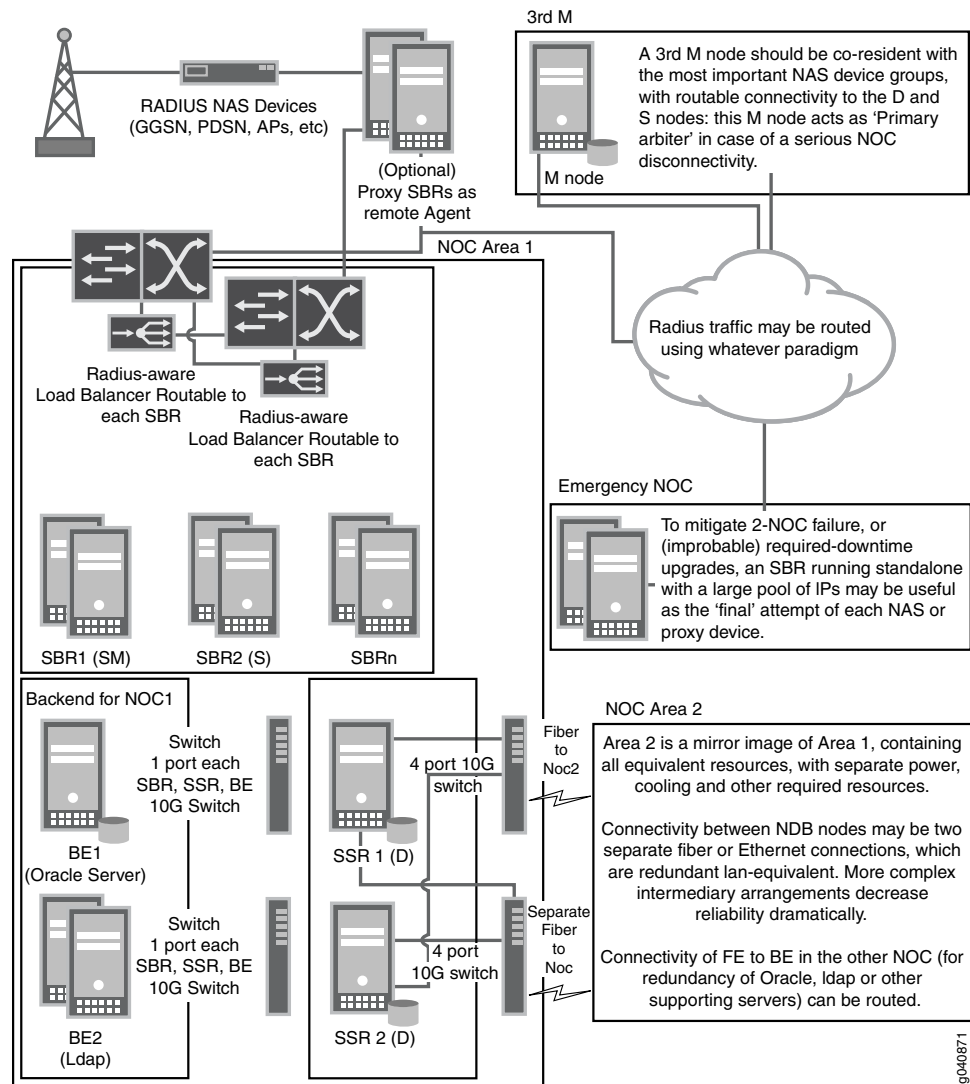 3rd M
A 3rd M node should be co-resident with
the most important NAS device groups,
with routable connectivity to the D and
S nodes: this M node acts as ‘Primary
arbiter’ in case of a serious NOC
disconnectivity.
M node
RADIUS NAS Devices
(GGSN, PDSN, APs, etc)
(Optional)
Proxy SBRs as
remote Agent
NOC Area 1
Radius traffic may be routed
using whatever paradigm
Radius-aware
Load Balancer Routable to
each SBR
Radius-aware
Load Balancer Routable to
each SBR
Emergency NOC
To mitigate 2-NOC failure, or
(improbable) required-downtime
upgrades, an SBR running standalone
with a large pool of IPs may be useful
as the ‘final’ attempt of each NAS or
proxy device.
SBR1 (SM)
SBR2 (S)
SBRn
Backend for NOC1
Switch
1 port each
SBR, SSR, BE
10G Switch
BE1
(Oracle Server)
Switch
1 port each
SBR, SSR, BE
10G Switch
BE2
(Ldap)
4 port 10G
switch
SSR 1 (D)
4 port
10G switch
SSR 2 (D)
Fiber
to
Noc2
Separate
Fiber
to
Noc
NOC Area 2
Area 2 is a mirror image of Area 1, containing
all equivalent resources, with separate power,
cooling and other required resources.
Connectivity between NDB nodes may be two
separate fiber or Ethernet connections, which
are redundant lan-equivalent. More complex
intermediary arrangements decrease
reliability dramatically.
Connectivity of FE to BE in the other NOC (for
redundancy of Oracle, ldap or other
supporting servers) can be routed.
g040871